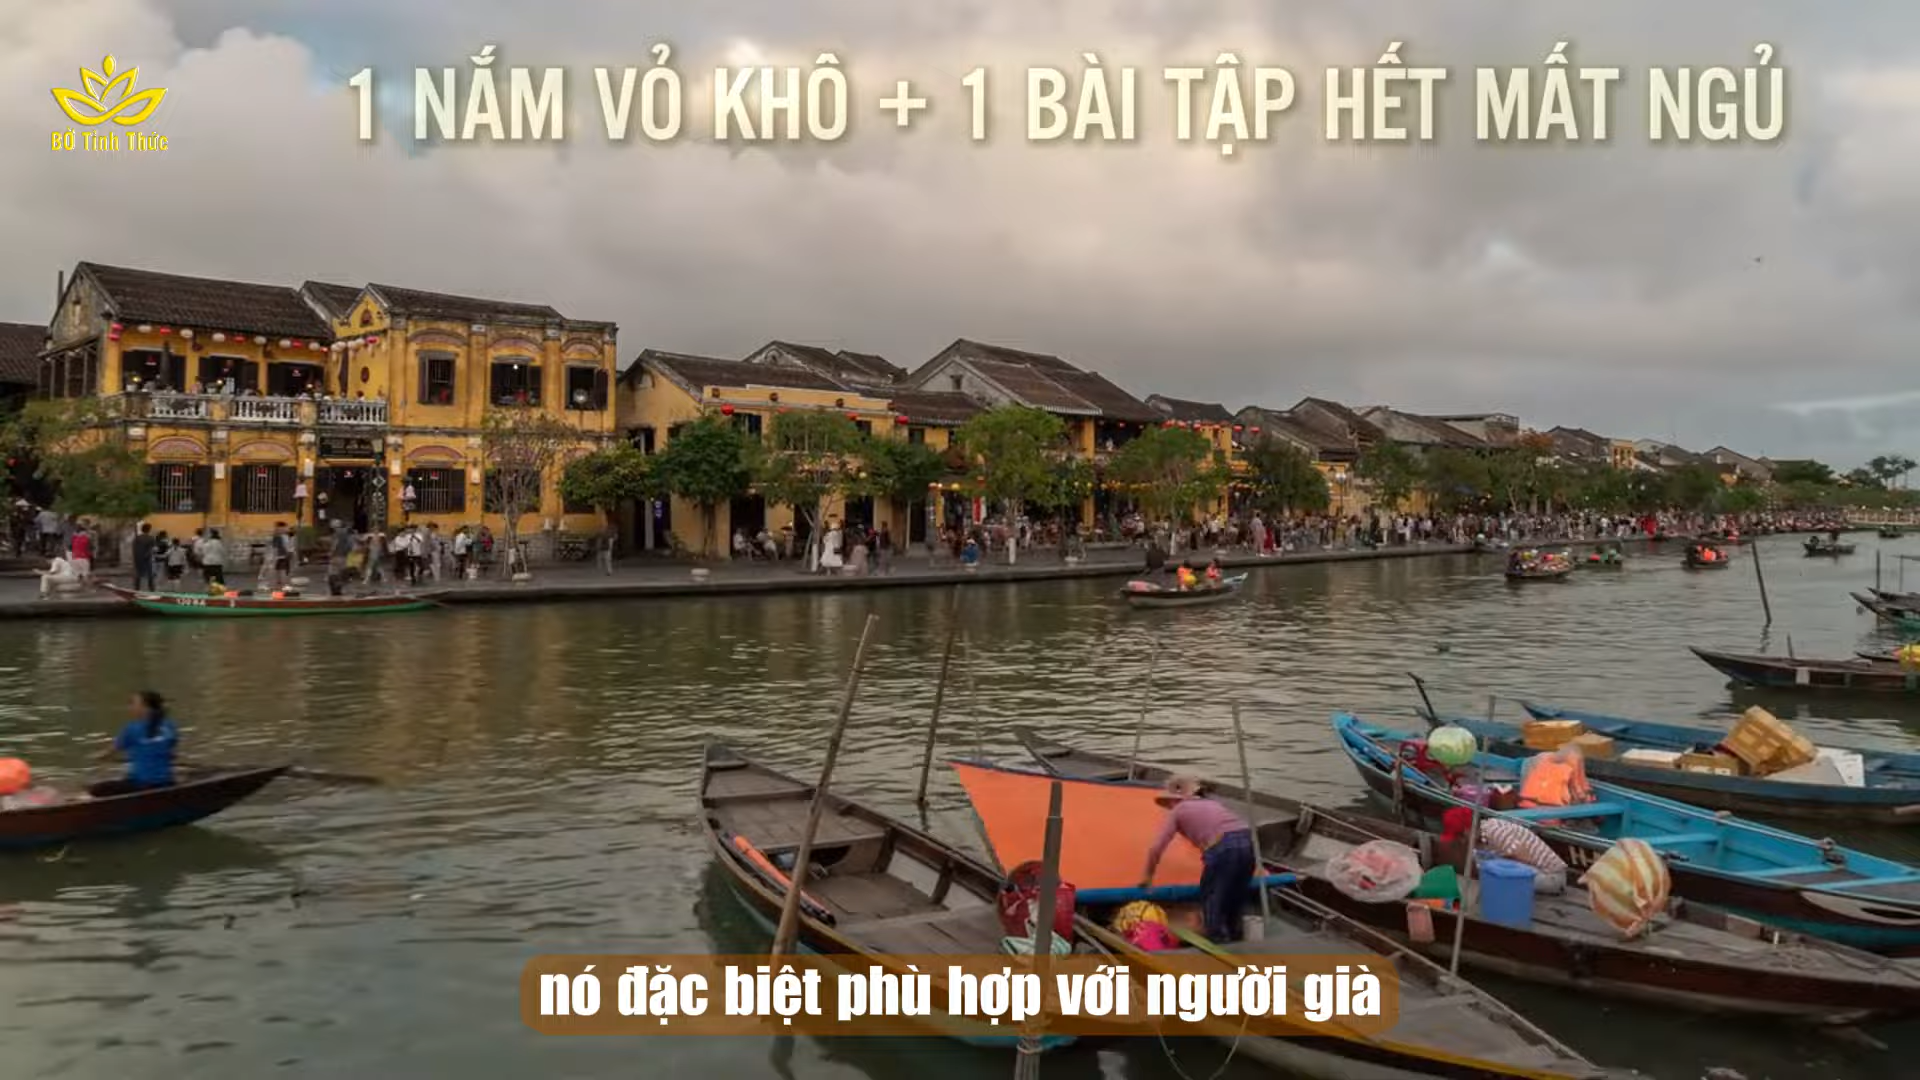 1 NẮM VỎ KHÔ + 1 BÀI TẬP HẾT MẤT NGỦ
BỜ Tỉnh Thức
nó đặc biệt phù hợp với người già